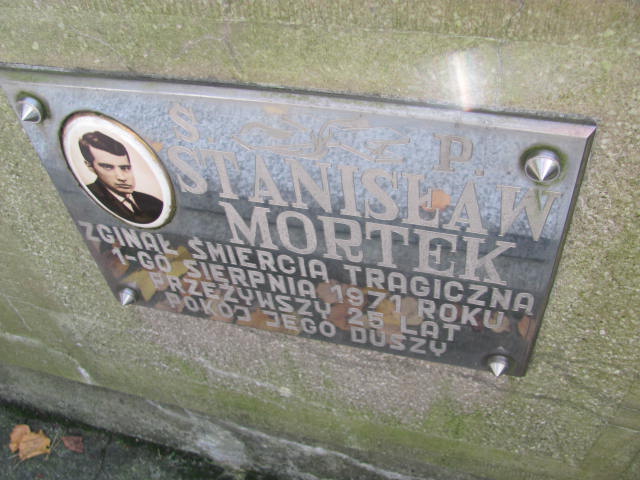 Ś. P.
STANISŁAW
MORTEK
ZGINĄŁ ŚMIERCIĄ TRAGICZNĄ
1-GO SIERPNIA 1971 ROKU
PRZEŻYWSZY 25 LAT
POKÓJ JEGO DUSZY